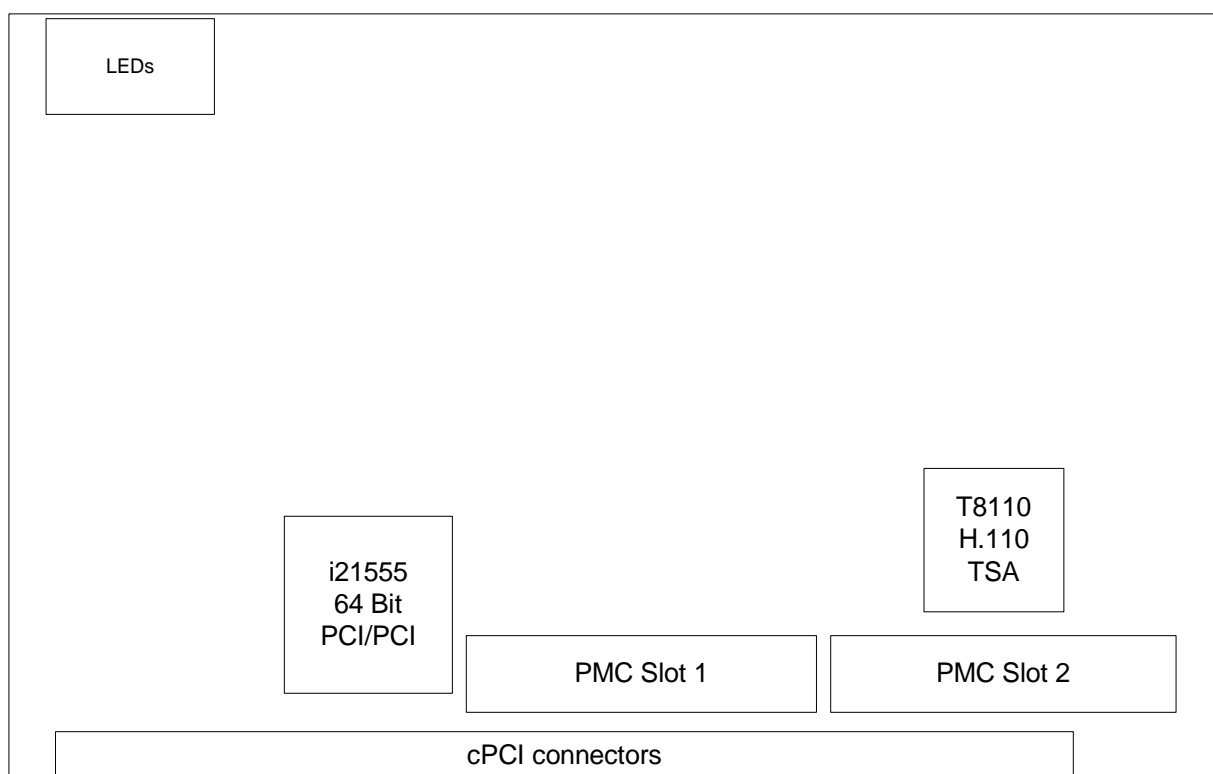 LEDs
T8110
H.110
TSA
i21555
64 Bit
PCI/PCI
PMC Slot 1
PMC Slot 2
cPCI connectors